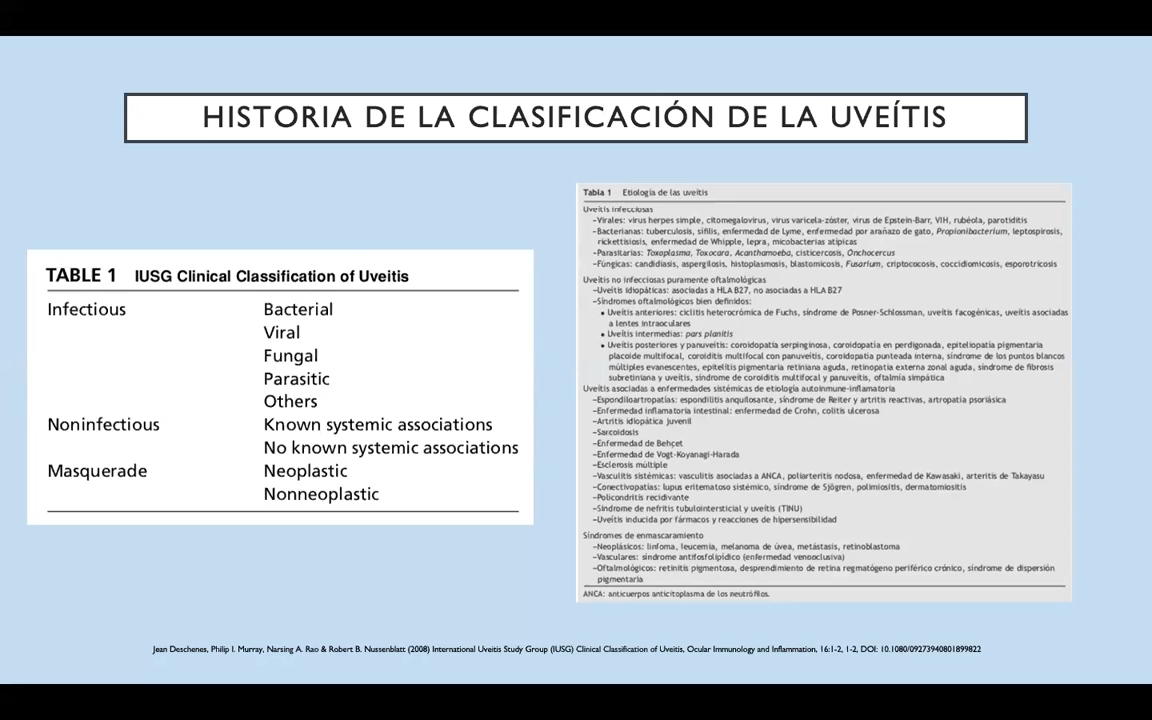 HISTORIA DE LA CLASIFICACIÓN DE LA UVEÍTIS
TABLE 1 IUSG Clinical Classification of Uveitis
Infectious Bacterial
Viral
Fungal
Parasitic
Others
Noninfectious Known systemic associations
No known systemic associations
Masquerade Neoplastic
Nonneoplastic
Tabla 1 Etiología de las uveítis
Uveítis infecciosas
–Virales: virus herpes simple, citomegalovirus, virus varicela-zóster, virus de Epstein-Barr, VIH, rubéola, parotiditis
–Bacterianas: tuberculosis, sífilis, enfermedad de Lyme, enfermedad por arañazo de gato, Propionibacterium, leptospirosis,
rickettisiosis, enfermedad de Whipple, lepra, micobacterias atípicas
–Parasitarias: Toxoplasma, Toxocara, Acanthamoeba, cisticercosis, Onchocercus
–Fúngicas: candidiasis, aspergilosis, histoplasmosis, blastomicosis, Fusarium, criptococosis, coccidiomicosis, esporotricosis
Uveítis no infecciosas puramente oftalmológicas
–Uveítis idiopáticas: asociadas a HLA B27, no asociadas a HLA B27
–Síndromes oftalmológicos bien definidos:
• Uveítis anteriores: ciclitis heterocrómica de Fuchs, síndrome de Posner-Schlossman, uveítis facogénicas, uveítis asociadas
a lentes intraoculares
• Uveítis intermedias: pars planitis
• Uveítis posteriores y panuveítis: coroidopatía serpinginosa, coroidopatía en perdigonada, epiteliopatía pigmentaria
placoide multifocal, coroiditis multifocal con panuveítis, coroidopatía punteada interna, síndrome de los puntos blancos
múltiples evanescentes, epitelitis pigmentaria retiniana aguda, retinopatía externa zonal aguda, síndrome de fibrosis
subretiniana y uveítis, síndrome de coroiditis multifocal y panuveítis, oftalmía simpática
Uveítis asociadas a enfermedades sistémicas de etiología autoinmune-inflamatoria
–Espondiloartropatías: espondilitis anquilosante, síndrome de Reiter y artritis reactivas, artropatía psoriásica
–Enfermedad inflamatoria intestinal: enfermedad de Crohn, colitis ulcerosa
–Artritis idiopática juvenil
–Sarcoidosis
–Enfermedad de Behçet
–Enfermedad de Vogt-Koyanagi-Harada
–Esclerosis múltiple
–Vasculitis sistémicas: vasculitis asociadas a ANCA, poliarteritis nodosa, enfermedad de Kawasaki, arteritis de Takayasu
–Conectivopatías: lupus eritematoso sistémico, síndrome de Sjögren, polimiositis, dermatomiositis
–Policondritis recidivante
–Síndrome de nefritis tubulointersticial y uveítis (TINU)
–Uveítis inducida por fármacos y reacciones de hipersensibilidad
Síndromes de enmascaramiento
–Neoplásicos: linfoma, leucemia, melanoma de úvea, metástasis, retinoblastoma
–Vasculares: síndrome antifosfolipídico (enfermedad venooclusiva)
–Oftalmológicos: retinitis pigmentosa, desprendimiento de retina regmatógeno periférico crónico, síndrome de dispersión
pigmentaria
ANCA: anticuerpos anticitoplasma de los neutrófilos.
Jean Deschenes, Philip I. Murray, Narsing A. Rao & Robert B. Nussenblatt (2008) International Uveitis Study Group (IUSG) Clinical Classification of Uveitis, Ocular Immunology and Inflammation, 16:1-2, 1-2, DOI: 10.1080/09273940801899822